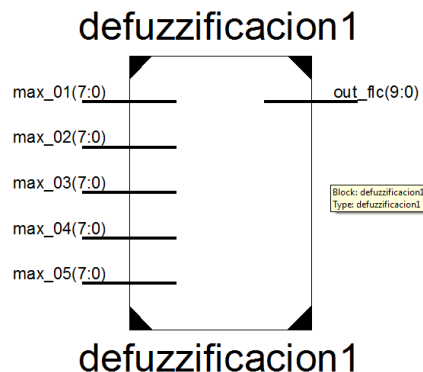 defuzzificacion1
max_01(7:0)
out_flc(9:0)
max_02(7:0)
max_03(7:0)
Block: defuzzificacion1
Type: defuzzificacion1
max_04(7:0)
max_05(7:0)
defuzzificacion1